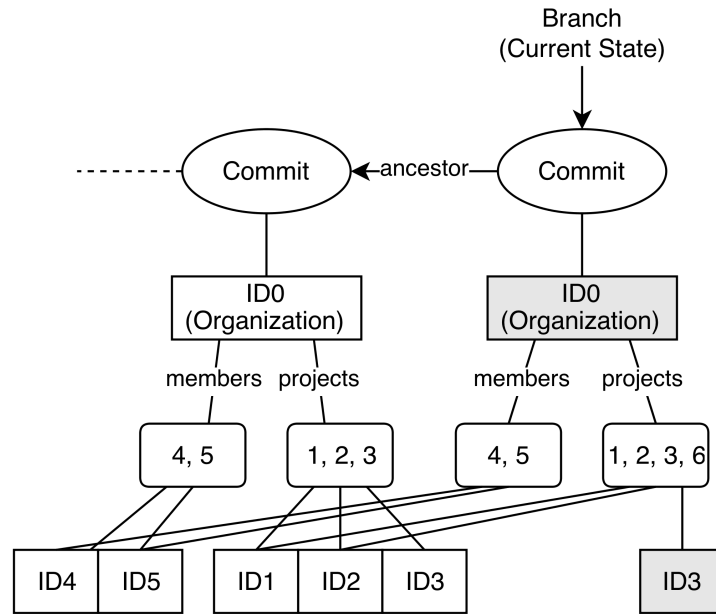 Branch
(Current State)
Commit
ancestor
Commit
ID0
(Organization)
ID0
(Organization)
members
projects
members
projects
4, 5
1, 2, 3
4, 5
1, 2, 3, 6
ID4
ID5
ID1
ID2
ID3
ID3